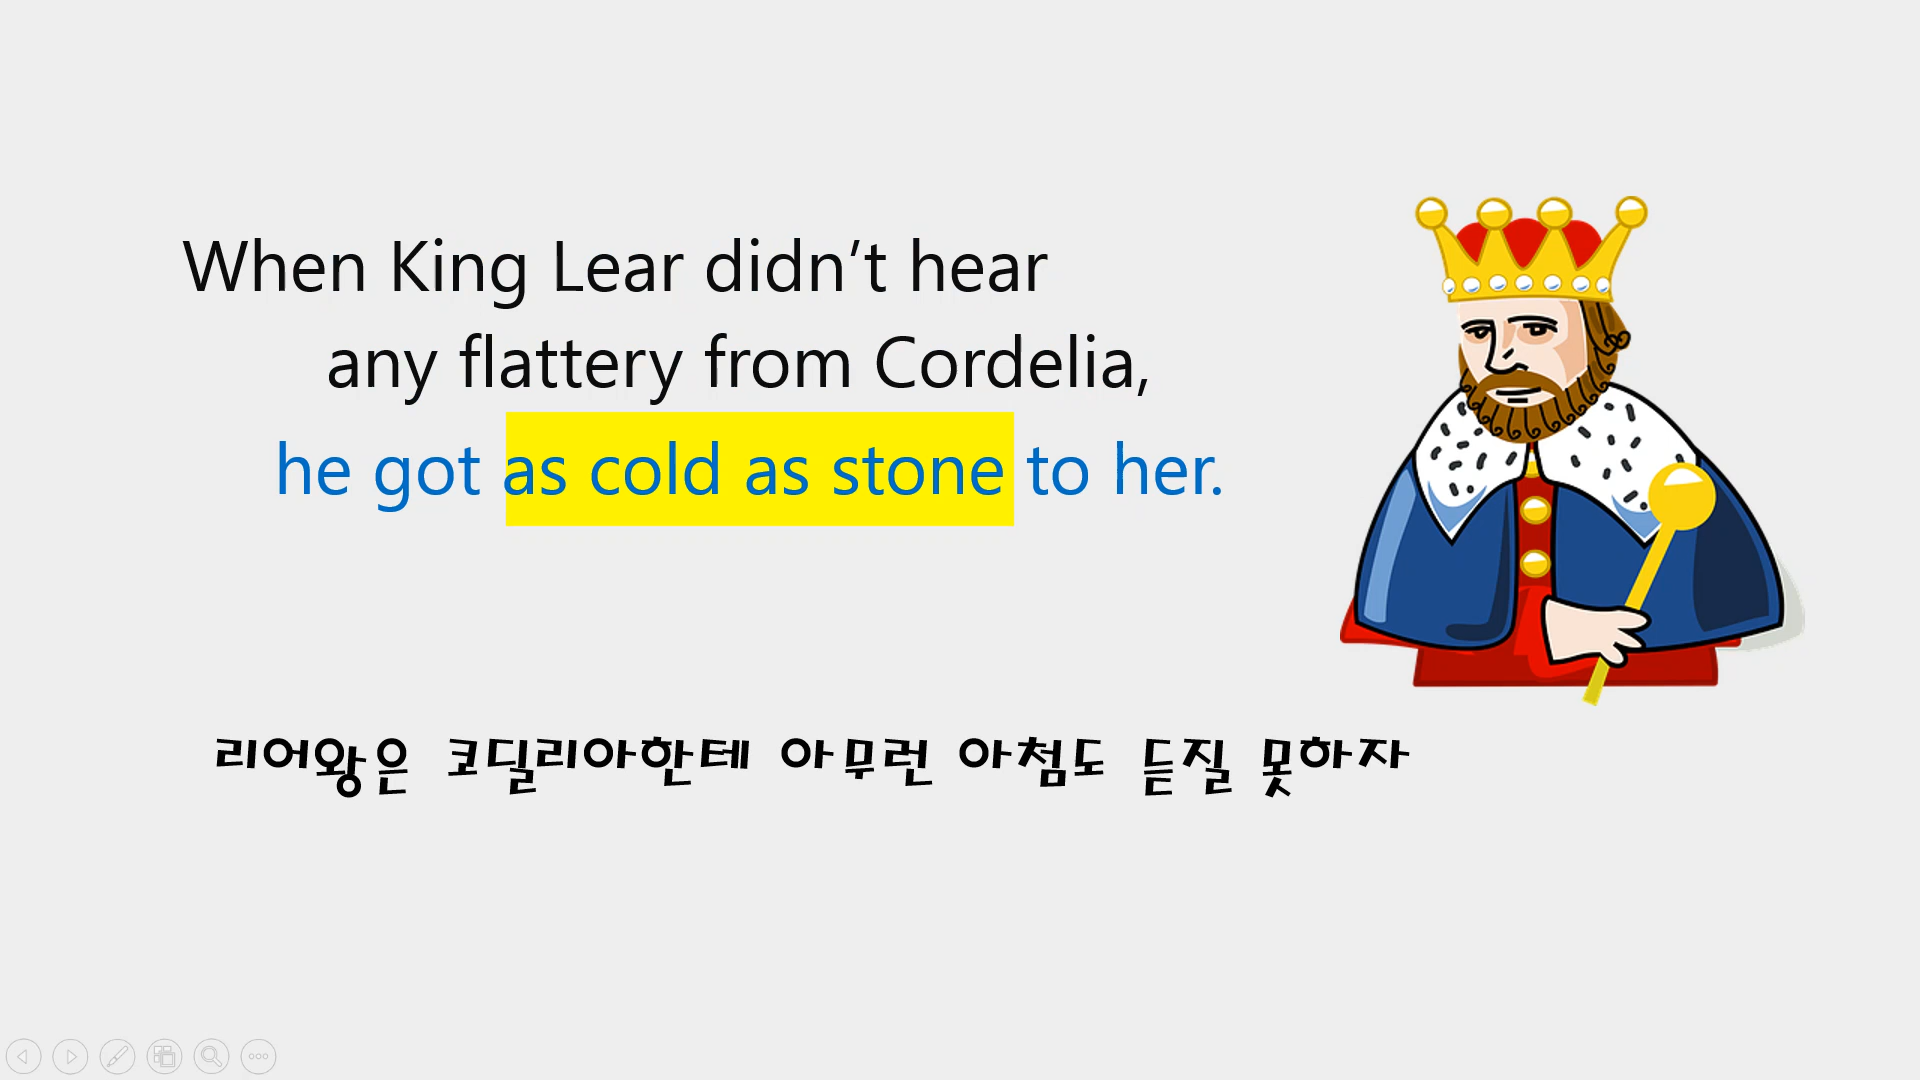 When King Lear didn’t hear
any flattery from Cordelia,
he got as cold as stone to her.
리어왕은 코딜리아한테 아무런 아첨도 듣질 못하자